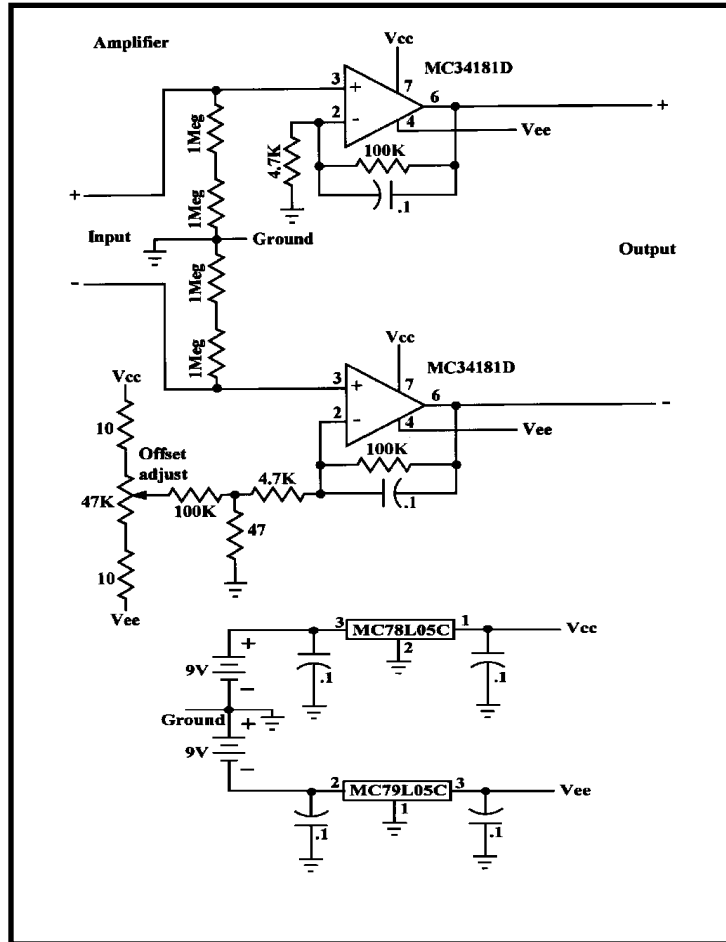 Amplifier
Vcc
MC34181D
3
+
7
6
+
2
-
4
Vee
1Meg
4.7K
100K
.1
+
1Meg
Input
Ground
Output
1Meg
-
1Meg
Vcc
MC34181D
3
+
7
6
-
2
-
4
Vee
Vcc
10
Offset
adjust
100K
4.7K
.1
47K
100K
47
10
Vee
3
MC78L05C
1
Vcc
+
2
9V
.1
.1
-
Ground
+
9V
-
2
MC79L05C
3
Vee
1
.1
.1